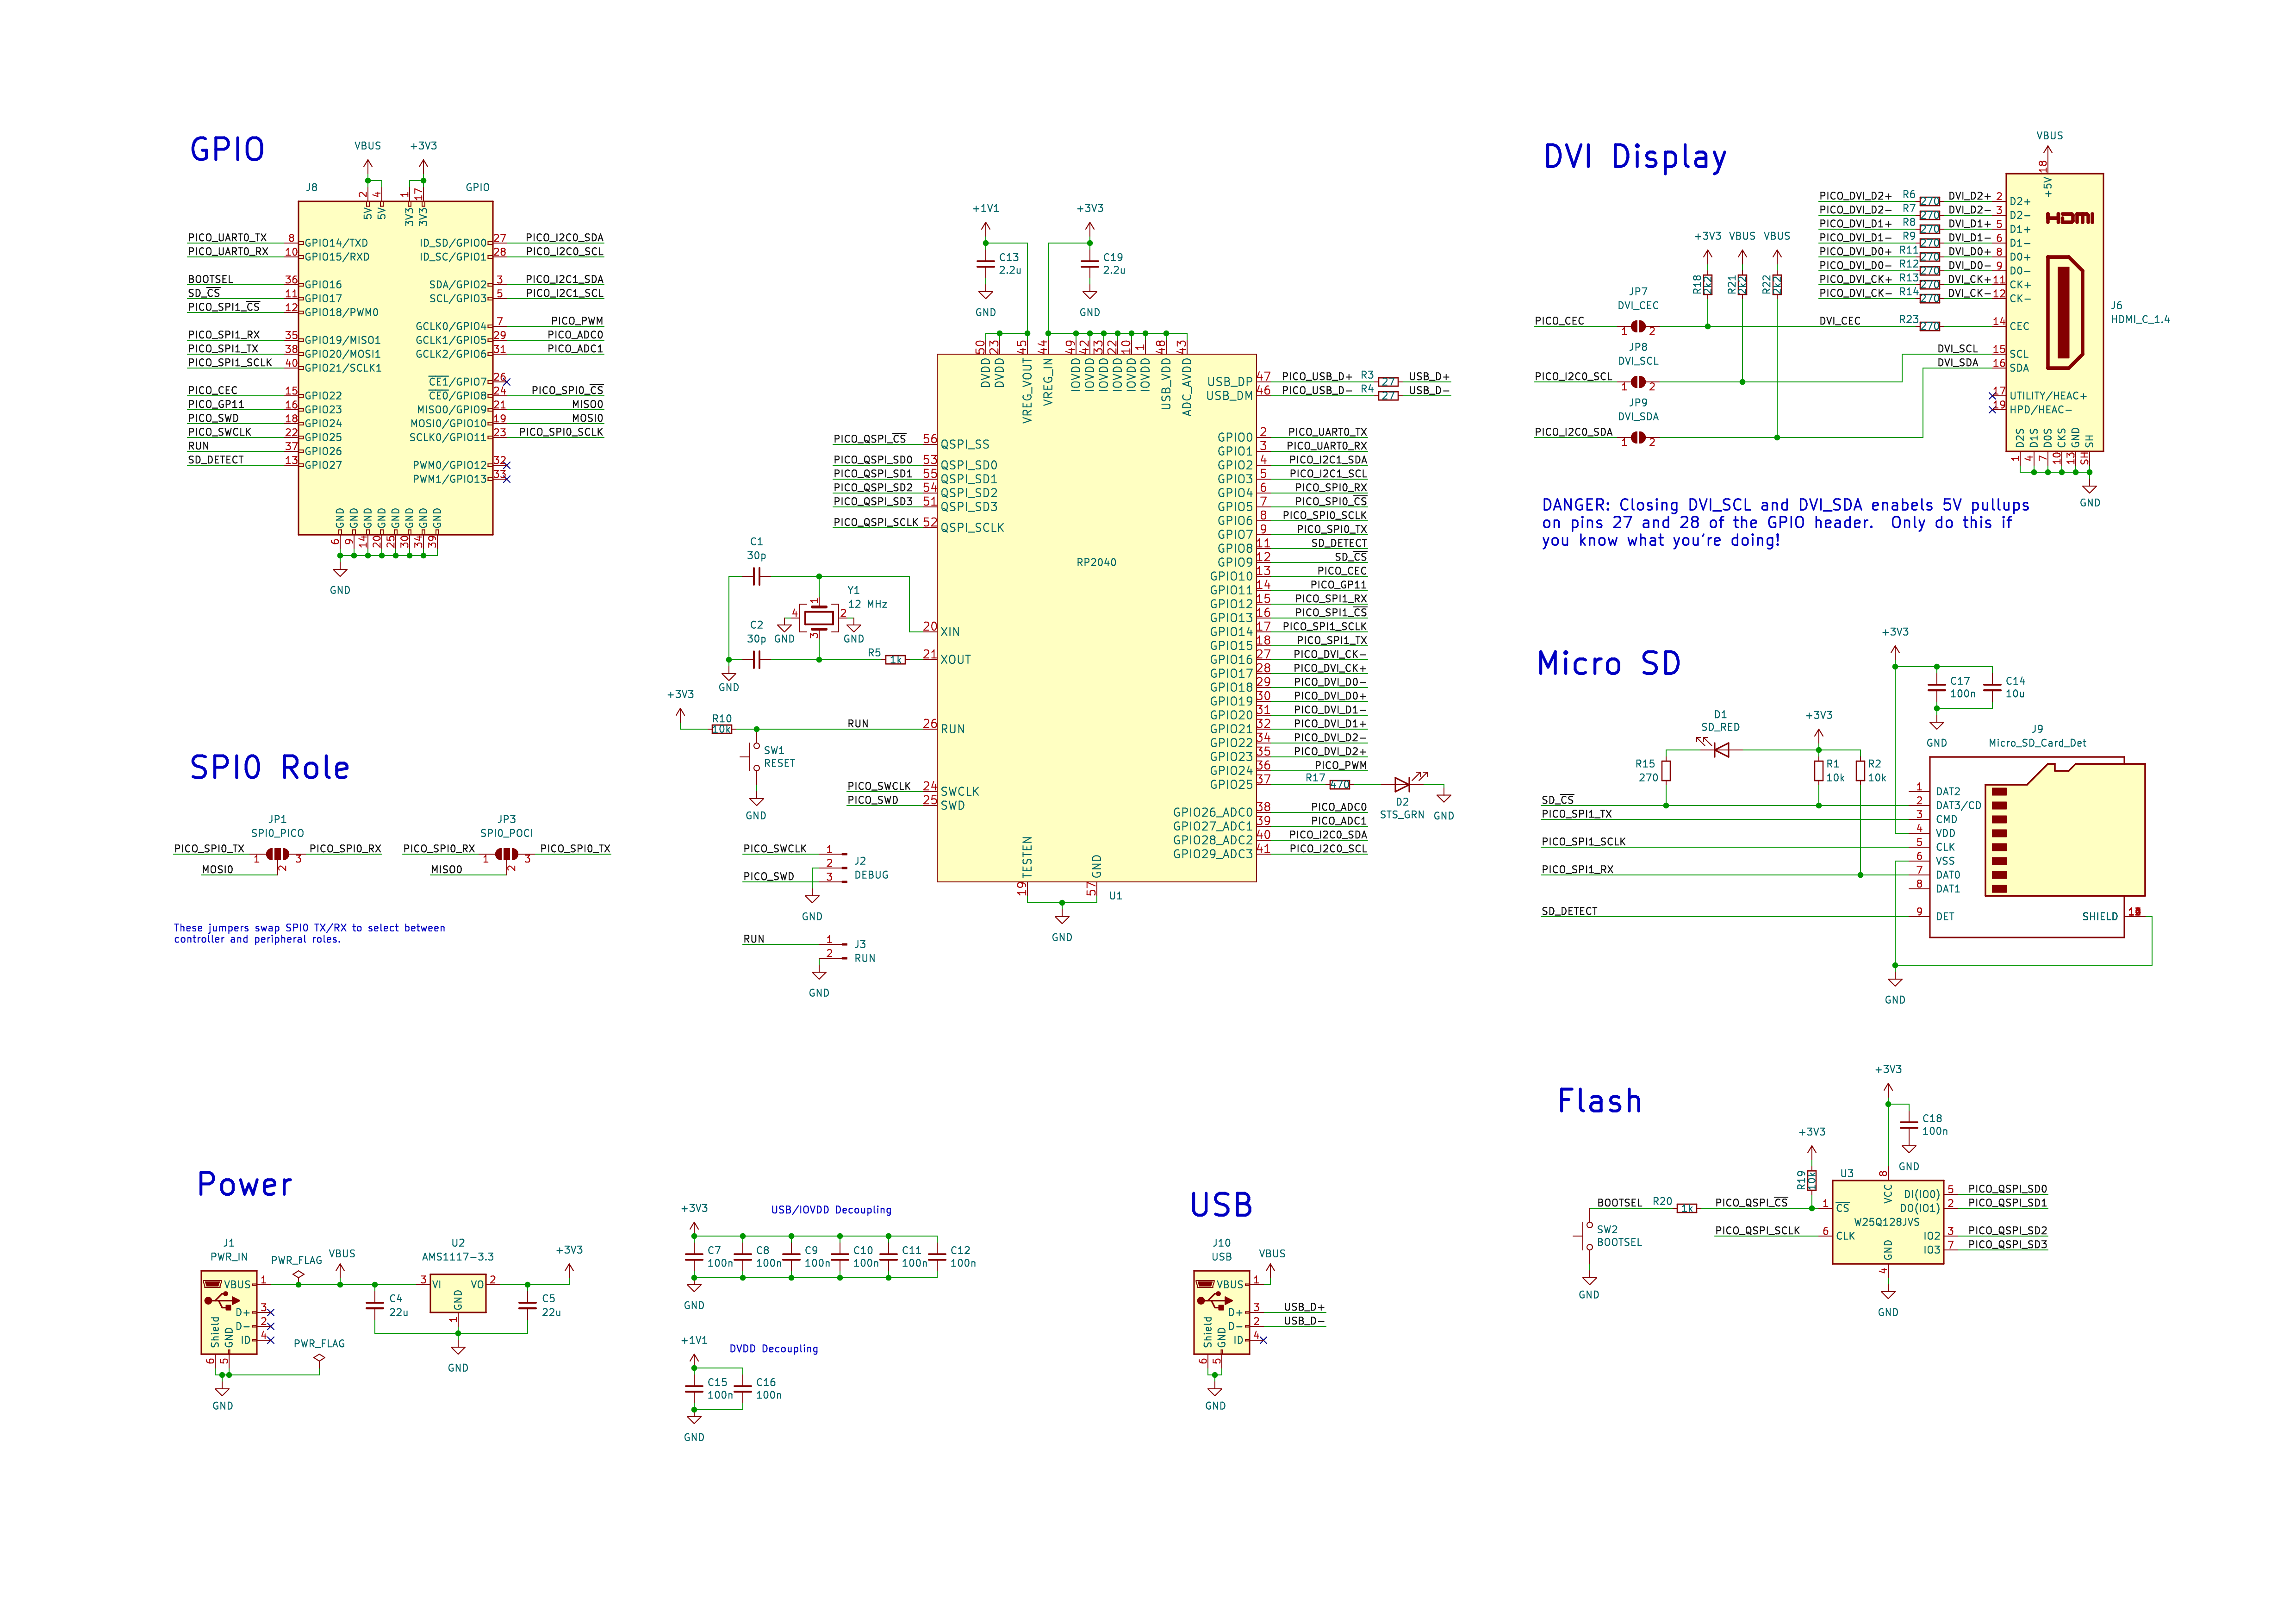 GPIO
VBUS
+3V3
J8
GPIO
2
4
1
17
5V
5V
3V3
3V3
PICO_UART0_TX 8 GPIO14/TXD
PICO_UART0_RX 10 GPIO15/RXD
BOOTSEL 36 GPIO16
SD_CS 11 GPIO17
PICO_SPI1_CS 12 GPIO18/PWM0
PICO_SPI1_RX 35 GPIO19/MISO1
PICO_SPI1_TX 38 GPIO20/MOSI1
PICO_SPI1_SCLK 40 GPIO21/SCLK1
PICO_CEC 15 GPIO22
PICO_GP11 16 GPIO23
PICO_SWD 18 GPIO24
PICO_SWCLK 22 GPIO25
RUN 37 GPIO26
SD_DETECT 13 GPIO27
ID_SD/GPIO0 27 PICO_I2C0_SDA
ID_SC/GPIO1 28 PICO_I2C0_SCL
SDA/GPIO2 3 PICO_I2C1_SDA
SCL/GPIO3 5 PICO_I2C1_SCL
GCLK0/GPIO4 7 PICO_PWM
GCLK1/GPIO5 29 PICO_ADC0
GCLK2/GPIO6 31 PICO_ADC1
CE1/GPIO7 26
CE0/GPIO8 24 PICO_SPI0_CS
MISO0/GPIO9 21 MISO0
MOSI0/GPIO10 19 MOSI0
SCLK0/GPIO11 23 PICO_SPI0_SCLK
PWM0/GPIO12 32
PWM1/GPIO13 33
GND GND GND GND GND GND GND GND
6 9 14 20 25 30 34 39
GND
SPI0 Role
JP1
SPI0_PICO
PICO_SPI0_TX 1 3 PICO_SPI0_RX
MOSI0 2
JP3
SPI0_POCI
PICO_SPI0_RX 1 3 PICO_SPI0_TX
MISO0 2
These jumpers swap SPI0 TX/RX to select between
controller and peripheral roles.
+1V1
C13
2.2u
GND
+3V3
C19
2.2u
GND
50 23 45 44 49 42 33 22 10 1 48 43
DVDD DVDD VREG_VOUT VREG_IN IOVDD IOVDD IOVDD IOVDD IOVDD IOVDD USB_VDD ADC_AVDD
PICO_QSPI_CS 56 QSPI_SS
PICO_QSPI_SD0 53 QSPI_SD0
PICO_QSPI_SD1 55 QSPI_SD1
PICO_QSPI_SD2 54 QSPI_SD2
PICO_QSPI_SD3 51 QSPI_SD3
PICO_QSPI_SCLK 52 QSPI_SCLK
RP2040
C1
30p
Y1
12 MHz
1
4
2
3
GND
GND
C2
30p
R5
1k
GND
20 XIN
21 XOUT
+3V3
R10
10k
RUN 26 RUN
SW1
RESET
GND
PICO_SWCLK 24 SWCLK
PICO_SWD 25 SWD
PICO_SWCLK 1
2
PICO_SWD 3
J2
DEBUG
GND
RUN 1
2
J3
RUN
GND
TESTEN
19
GND
57
U1
GND
USB_DP 47 PICO_USB_D+ R3 27 USB_D+
USB_DM 46 PICO_USB_D- R4 27 USB_D-
GPIO0 2 PICO_UART0_TX
GPIO1 3 PICO_UART0_RX
GPIO2 4 PICO_I2C1_SDA
GPIO3 5 PICO_I2C1_SCL
GPIO4 6 PICO_SPI0_RX
GPIO5 7 PICO_SPI0_CS
GPIO6 8 PICO_SPI0_SCLK
GPIO7 9 PICO_SPI0_TX
GPIO8 11 SD_DETECT
GPIO9 12 SD_CS
GPIO10 13 PICO_CEC
GPIO11 14 PICO_GP11
GPIO12 15 PICO_SPI1_RX
GPIO13 16 PICO_SPI1_CS
GPIO14 17 PICO_SPI1_SCLK
GPIO15 18 PICO_SPI1_TX
GPIO16 27 PICO_DVI_CK-
GPIO17 28 PICO_DVI_CK+
GPIO18 29 PICO_DVI_D0-
GPIO19 30 PICO_DVI_D0+
GPIO20 31 PICO_DVI_D1-
GPIO21 32 PICO_DVI_D1+
GPIO22 34 PICO_DVI_D2-
GPIO23 35 PICO_DVI_D2+
GPIO24 36 PICO_PWM
GPIO25 37 R17 470
D2
STS_GRN
GND
GPIO26_ADC0 38 PICO_ADC0
GPIO27_ADC1 39 PICO_ADC1
GPIO28_ADC2 40 PICO_I2C0_SDA
GPIO29_ADC3 41 PICO_I2C0_SCL
DVI Display
VBUS
18
+5V
HDMI
PICO_DVI_D2+ R6 270 DVI_D2+ 2 D2+
PICO_DVI_D2- R7 270 DVI_D2- 3 D2-
PICO_DVI_D1+ R8 270 DVI_D1+ 5 D1+
PICO_DVI_D1- R9 270 DVI_D1- 6 D1-
PICO_DVI_D0+ R11 270 DVI_D0+ 8 D0+
PICO_DVI_D0- R12 270 DVI_D0- 9 D0-
PICO_DVI_CK+ R13 270 DVI_CK+ 11 CK+
PICO_DVI_CK- R14 270 DVI_CK- 12 CK-
+3V3 VBUS VBUS
R18 2k2 R21 2k2 R22 2k2
JP7
DVI_CEC
PICO_CEC 1 2 DVI_CEC R23 270 14 CEC
JP8
DVI_SCL
PICO_I2C0_SCL 1 2 DVI_SCL 15 SCL
DVI_SDA 16 SDA
JP9
DVI_SDA
PICO_I2C0_SDA 1 2
17 UTILITY/HEAC+
19 HPD/HEAC-
J6
HDMI_C_1.4
D2S D1S D0S CKS GND SH
1 4 7 10 13 SH
GND
DANGER: Closing DVI_SCL and DVI_SDA enabels 5V pullups
on pins 27 and 28 of the GPIO header.  Only do this if
you know what you're doing!
Micro SD
+3V3
C17
100n
C14
10u
GND
D1
SD_RED
+3V3
R15
270
R1
10k
R2
10k
J9
Micro_SD_Card_Det
1 DAT2
SD_CS 2 DAT3/CD
PICO_SPI1_TX 3 CMD
4 VDD
PICO_SPI1_SCLK 5 CLK
6 VSS
PICO_SPI1_RX 7 DAT0
8 DAT1
SD_DETECT 9 DET
SHIELD
GND
Flash
+3V3
C18
100n
GND
+3V3
R19
10k
U3
8
VCC
BOOTSEL R20 1k PICO_QSPI_CS 1 CS
PICO_QSPI_SCLK 6 CLK
W25Q128JVS
DI(IO0) 5 PICO_QSPI_SD0
DO(IO1) 2 PICO_QSPI_SD1
IO2 3 PICO_QSPI_SD2
IO3 7 PICO_QSPI_SD3
GND
4
GND
SW2
BOOTSEL
GND
Power
J1
PWR_IN
PWR_FLAG
VBUS
VBUS 1
D+ 3
D- 2
ID 4
Shield
GND
6 5
GND
PWR_FLAG
U2
AMS1117-3.3
3 VI VO 2
GND
1
C4
22u
C5
22u
+3V3
GND
USB/IOVDD Decoupling
+3V3
C7
100n
C8
100n
C9
100n
C10
100n
C11
100n
C12
100n
GND
DVDD Decoupling
+1V1
C15
100n
C16
100n
GND
USB
J10
USB
VBUS
VBUS 1
D+ 3 USB_D+
D- 2 USB_D-
ID 4
Shield
GND
6 5
GND